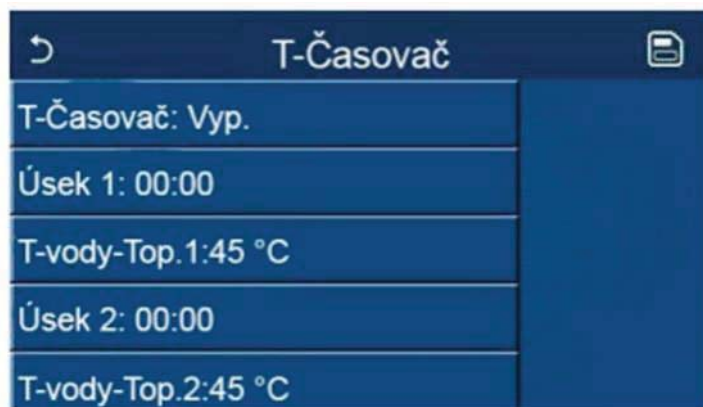 T-Časovač
T-Časovač: Vyp.
Úsek 1: 00:00
T-vody-Top.1:45 °C
Úsek 2: 00:00
T-vody-Top.2:45 °C